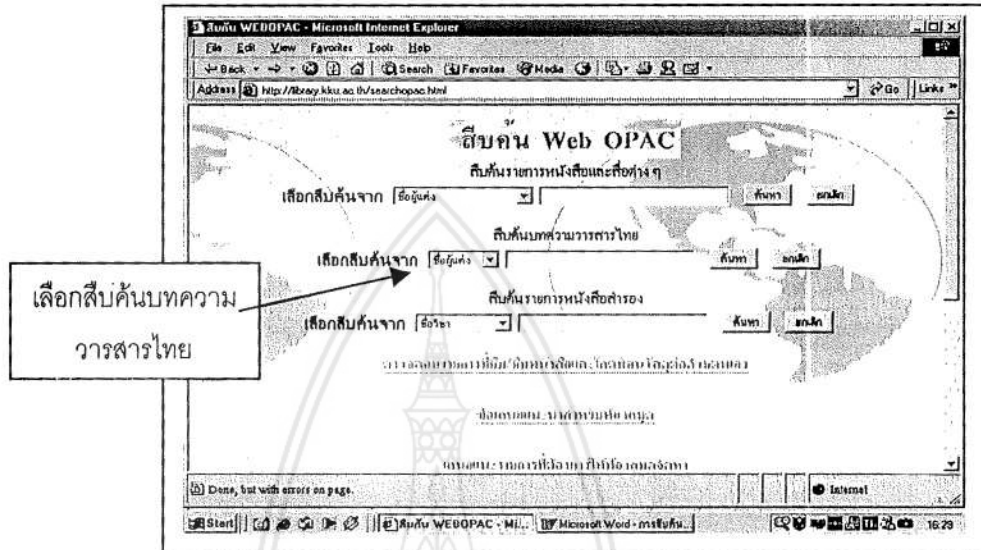 สืบค้น WEBOPAC - Microsoft Internet Explorer
File Edit View Favorites Tools Help
Back Search Favorites Media
Address http://library.kku.ac.th/searchopac.html Go Links »
สืบค้น Web OPAC
สืบค้นรายการหนังสือและสื่อต่าง ๆ
เลือกสืบค้นจาก ชื่อผู้แต่ง ค้นหา ยกเลิก
สืบค้นบทความวารสารไทย
เลือกสืบค้นจาก ชื่อผู้แต่ง ค้นหา ยกเลิก
สืบค้นรายการหนังสือสำรอง
เลือกสืบค้นจาก ชื่อวิชา ค้นหา ยกเลิก
เลือกสืบค้นบทความ
วารสารไทย
Done, but with errors on page. Internet
Start สืบค้น WEBOPAC - Mi... Microsoft Word - การสืบค้น... 16:29